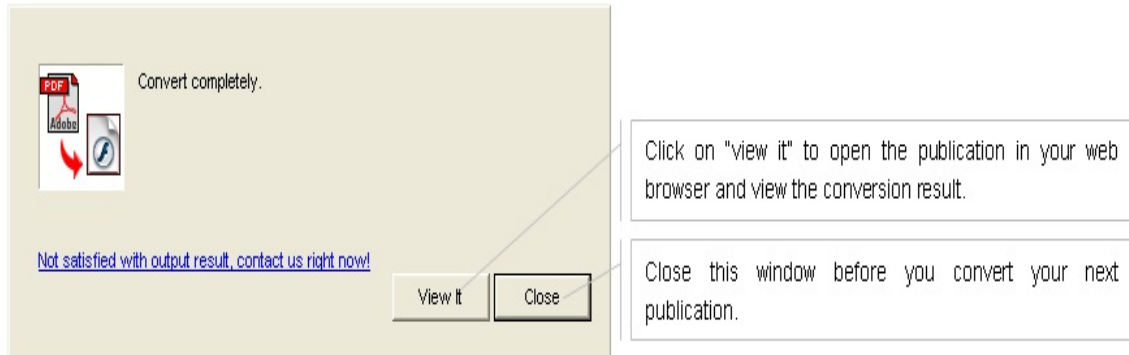 PDF
Adobe
Convert completely.
Click on "view it" to open the publication in your web
browser and view the conversion result.
Not satisfied with output result, contact us right now!
View It
Close
Close this window before you convert your next
publication.